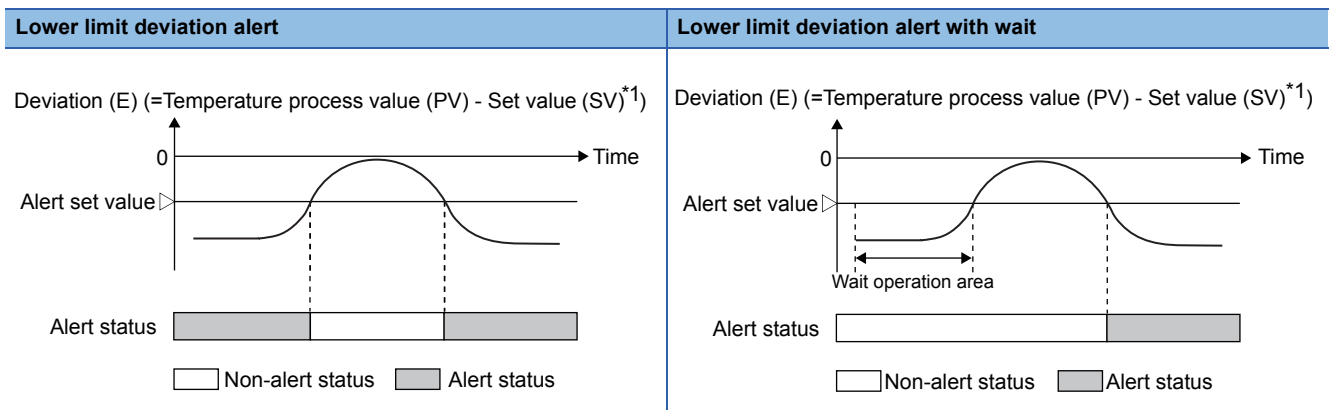 Lower limit deviation alert
Deviation (E) (=Temperature process value (PV) - Set value (SV)*1)
0
Time
Alert set value
Alert status
Non-alert status
Alert status
Lower limit deviation alert with wait
Deviation (E) (=Temperature process value (PV) - Set value (SV)*1)
0
Time
Alert set value
Wait operation area
Alert status
Non-alert status
Alert status